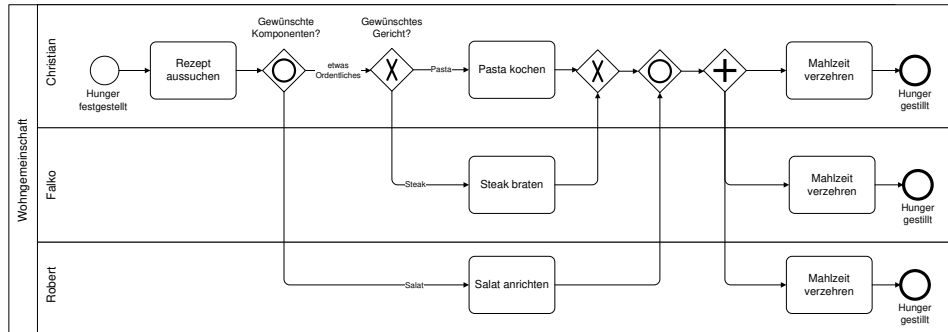 Wohngemeinschaft
Christian
Gewünschte
Komponenten?
Gewünschtes
Gericht?
Hunger
festgestellt
Rezept
aussuchen
etwas
Ordentliches
Pasta
Pasta kochen
Mahlzeit
verzehren
Hunger
gestillt
Falko
Steak
Steak braten
Mahlzeit
verzehren
Hunger
gestillt
Robert
Salat
Salat anrichten
Mahlzeit
verzehren
Hunger
gestillt